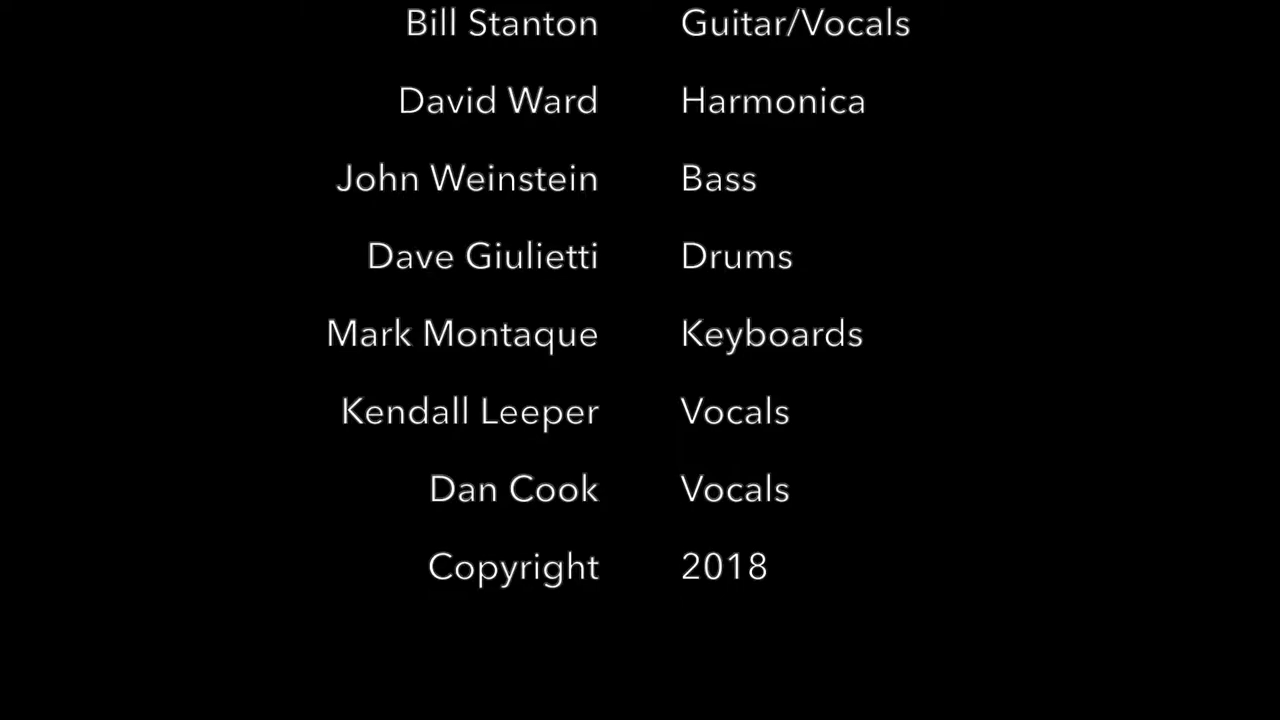 Bill Stanton Guitar/Vocals
David Ward Harmonica
John Weinstein Bass
Dave Giulietti Drums
Mark Montaque Keyboards
Kendall Leeper Vocals
Dan Cook Vocals
Copyright 2018